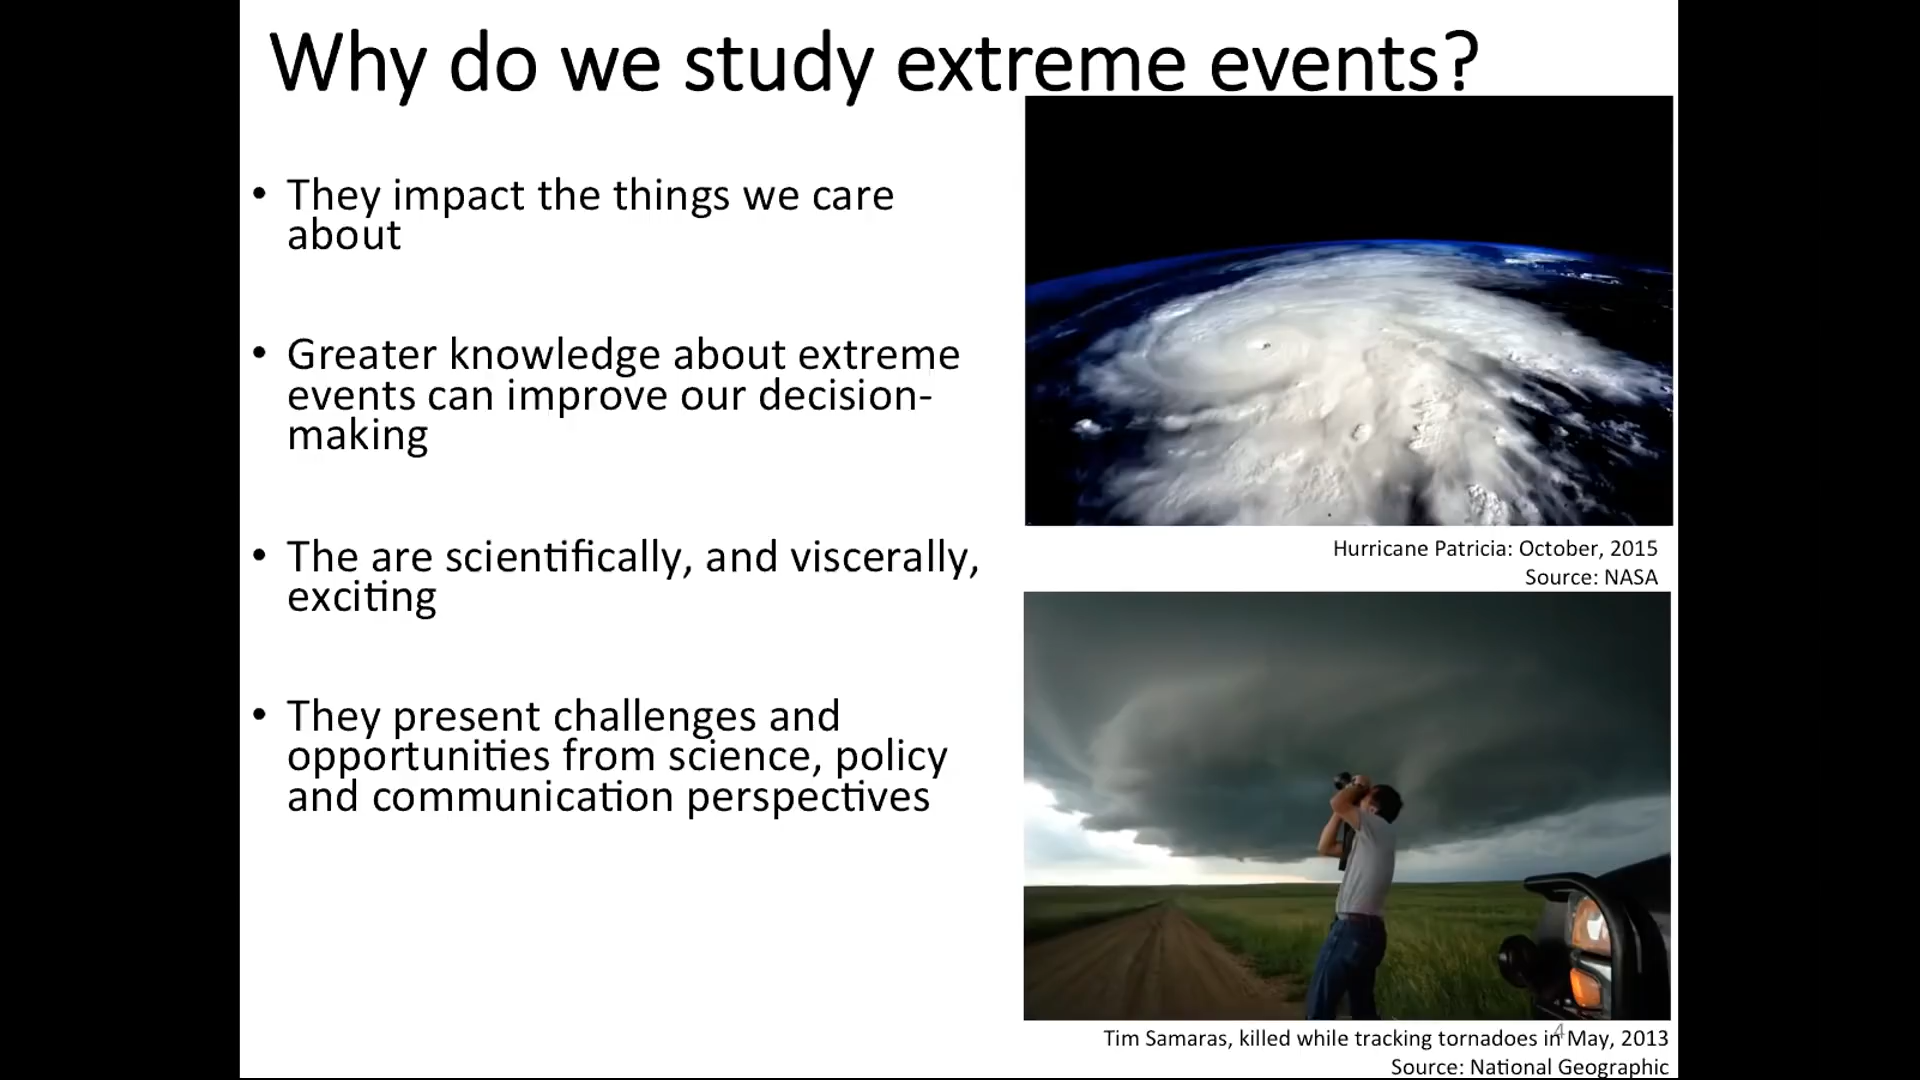 Why do we study extreme events?
• They impact the things we care
about
• Greater knowledge about extreme
events can improve our decision-
making
• The are scientifically, and viscerally,
exciting
• They present challenges and
opportunities from science, policy
and communication perspectives
Hurricane Patricia: October, 2015
Source: NASA
Tim Samaras, killed while tracking tornadoes in May, 2013
Source: National Geographic
4